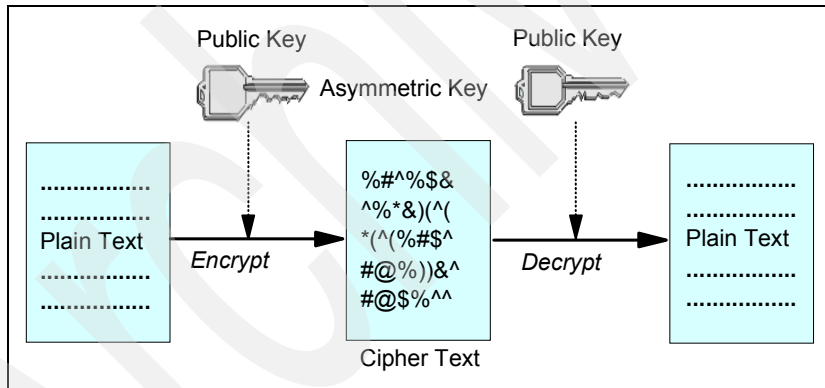 Public Key
Public Key
Asymmetric Key
..................
..................
Plain Text
..................
..................
Encrypt
%#^%$&
^%*&)(^(
*(^(%#$^
#@%))&^
#@$%^^
Cipher Text
Decrypt
..................
..................
Plain Text
..................
..................